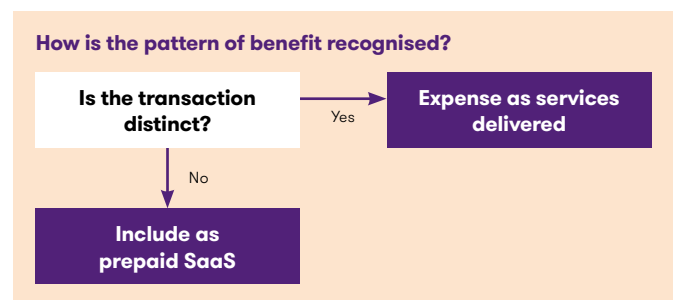 How is the pattern of benefit recognised?
Is the transaction
distinct?
Yes
Expense as services
delivered
No
Include as
prepaid SaaS